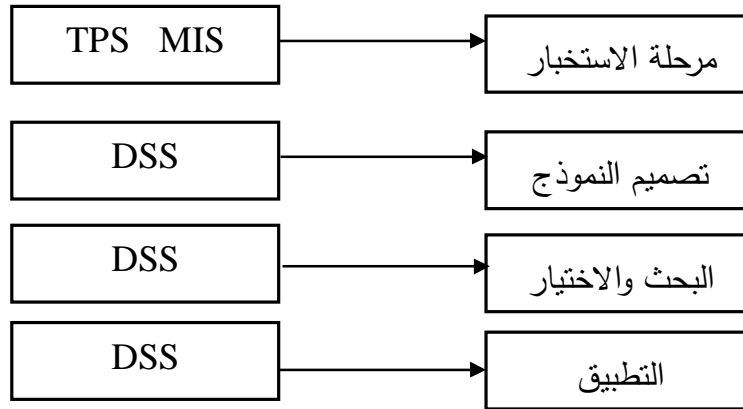 TPS MIS
مرحلة الاستخبار
DSS
تصميم النموذج
DSS
البحث والاختيار
DSS
التطبيق